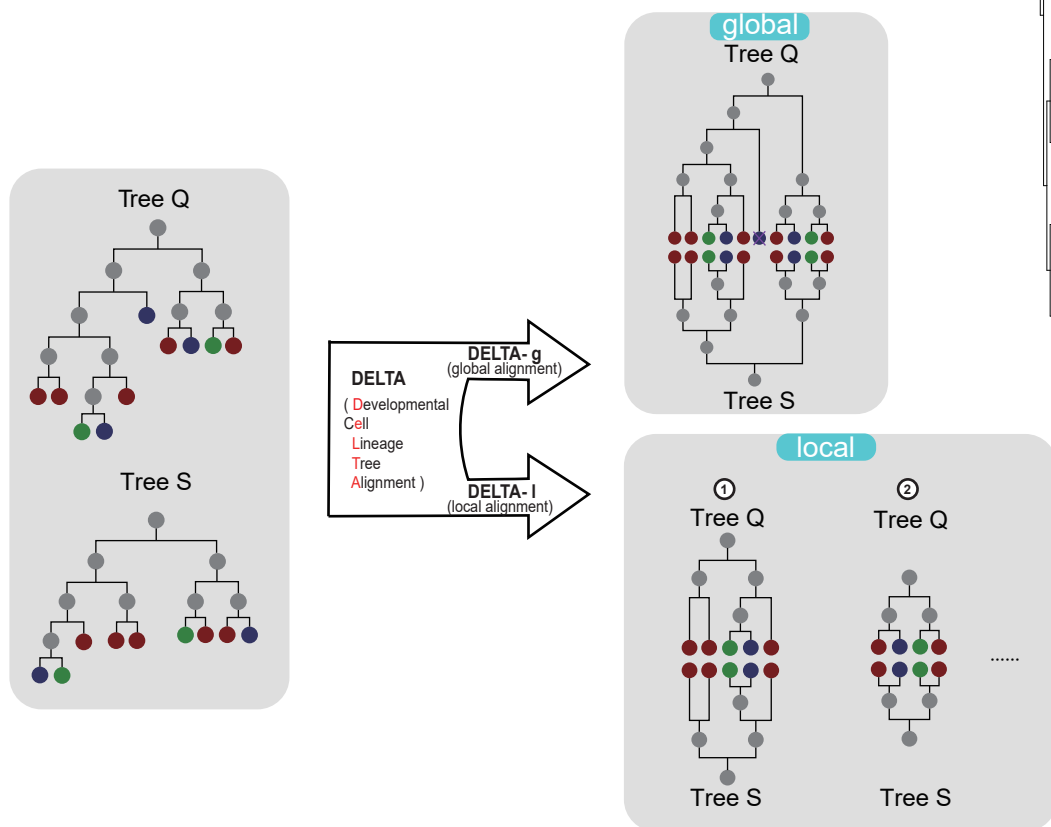 Tree Q
Tree S
DELTA
( Developmental
Cell
Lineage
Tree
Alignment )
DELTA- g
(global alignment)
DELTA- l
(local alignment)
global
Tree Q
Tree S
local
1
2
Tree Q
Tree Q
......
Tree S
Tree S